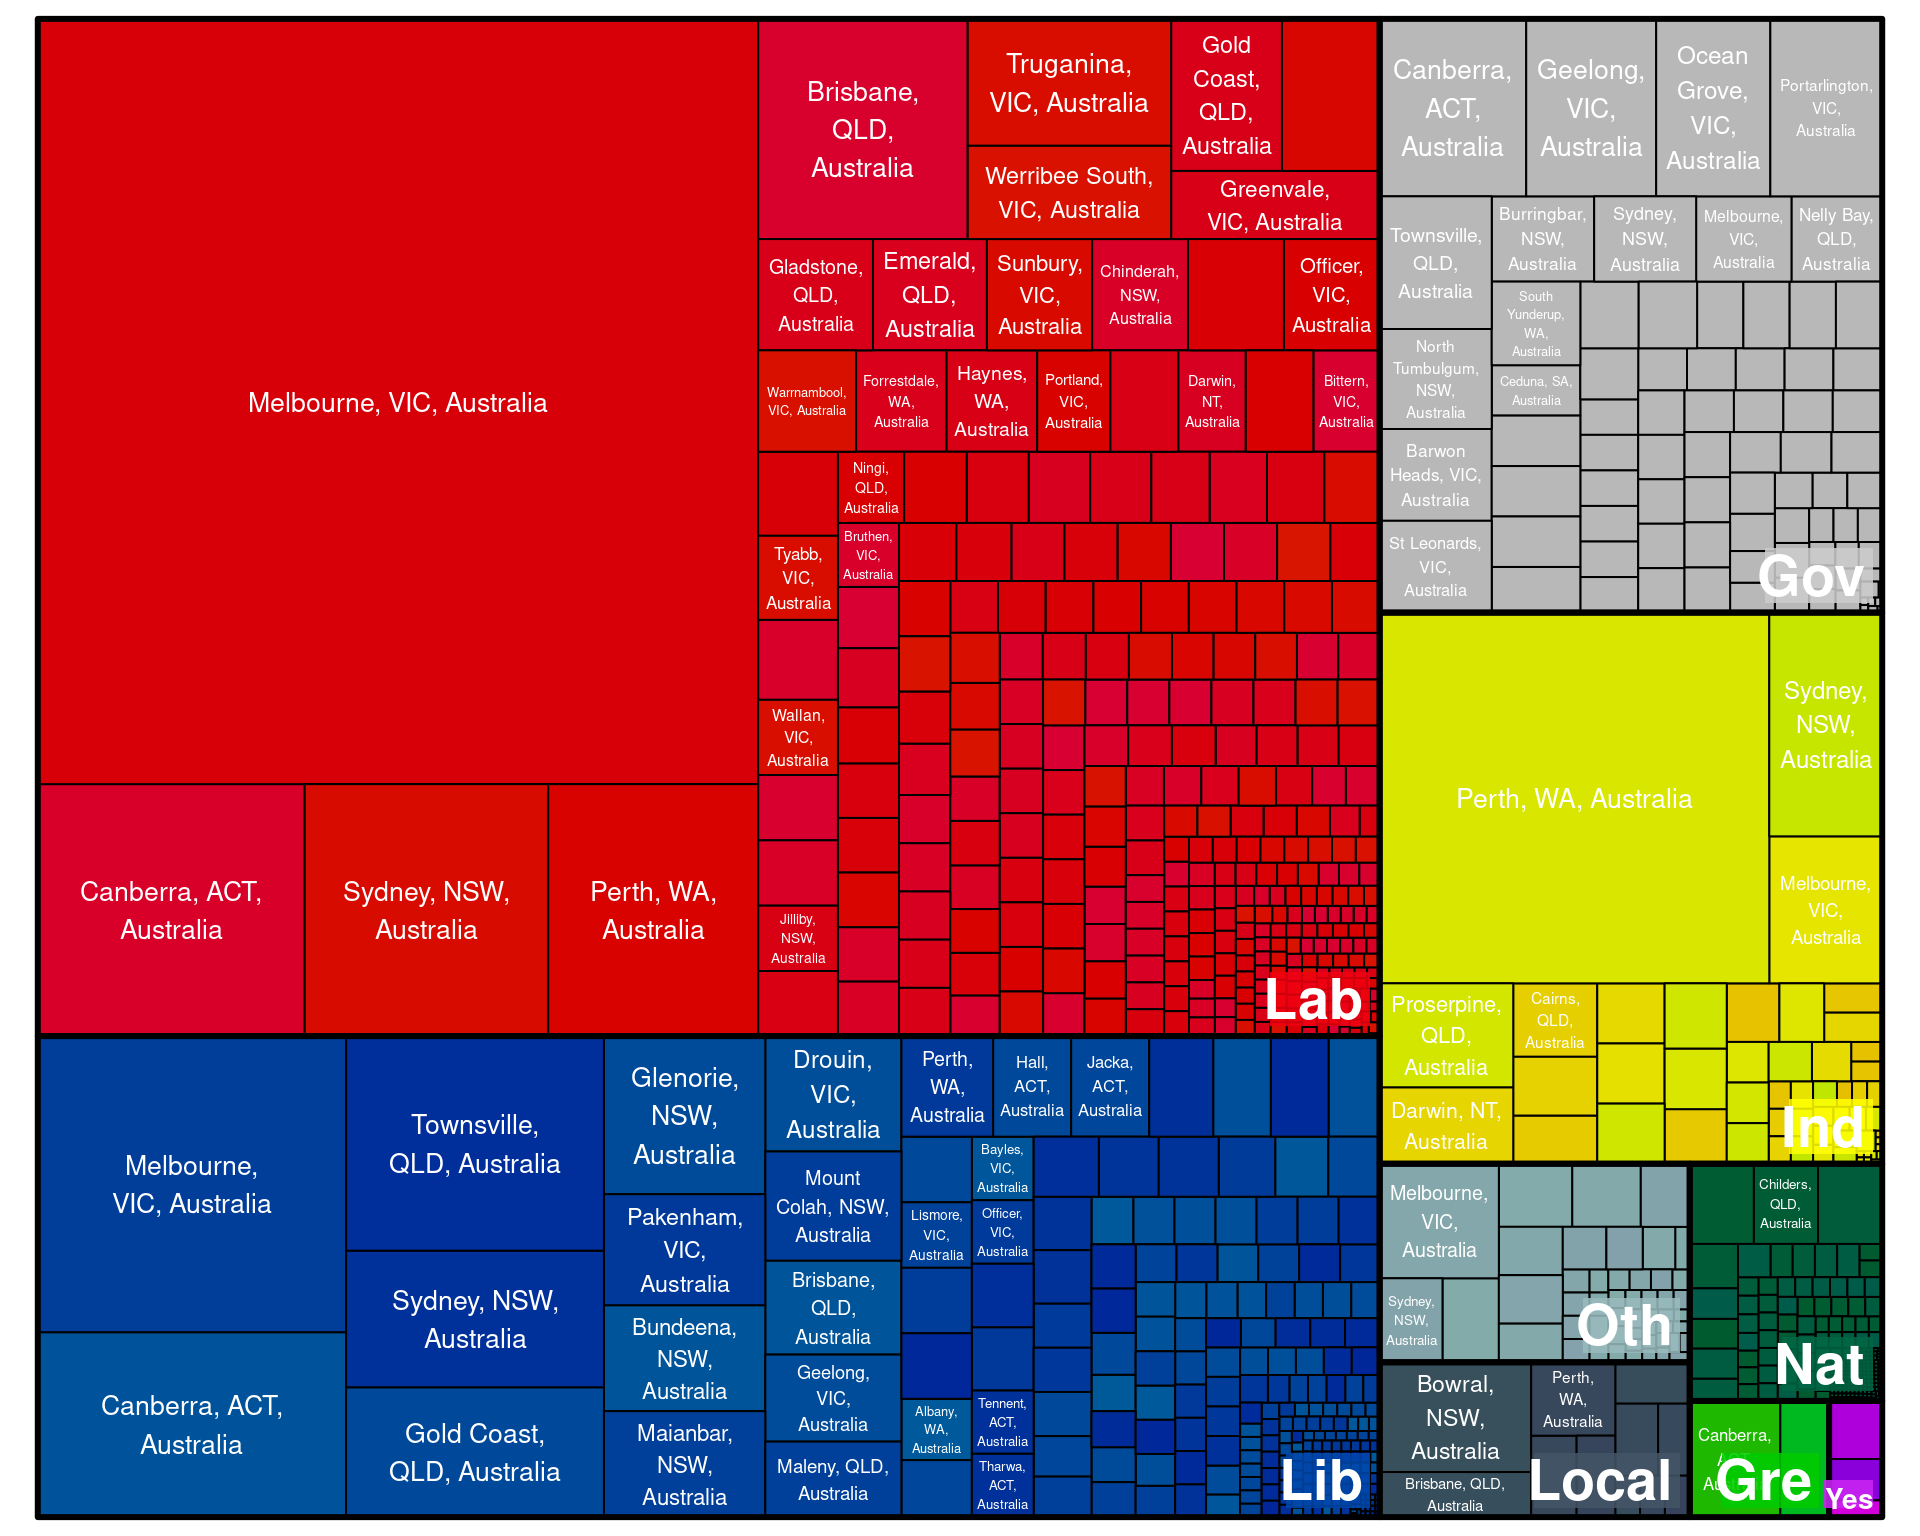 Melbourne, VIC, Australia
Canberra, ACT,
Australia
Sydney, NSW,
Australia
Perth, WA,
Australia
Brisbane,
QLD,
Australia
Truganina,
VIC, Australia
Werribee South,
VIC, Australia
Gold
Coast,
QLD,
Australia
Greenvale,
VIC, Australia
Gladstone,
QLD,
Australia
Emerald,
QLD,
Australia
Sunbury,
VIC,
Australia
Chinderah,
NSW,
Australia
Officer,
VIC,
Australia
Warrnambool,
VIC, Australia
Forrestdale,
WA,
Australia
Haynes,
WA,
Australia
Portland,
VIC,
Australia
Darwin,
NT,
Australia
Bittern,
VIC,
Australia
Ningi,
QLD,
Australia
Bruthen,
VIC,
Australia
Tyabb,
VIC,
Australia
Wallan,
VIC,
Australia
Jilliby,
NSW,
Australia
Lab
Canberra,
ACT,
Australia
Geelong,
VIC,
Australia
Ocean
Grove,
VIC,
Australia
Portarlington,
VIC,
Australia
Townsville,
QLD,
Australia
Burringbar,
NSW,
Australia
Sydney,
NSW,
Australia
Melbourne,
VIC,
Australia
Nelly Bay,
QLD,
Australia
South
Yunderup,
WA,
Australia
North
Tumbulgum,
NSW,
Australia
Ceduna, SA,
Australia
Barwon
Heads, VIC,
Australia
St Leonards,
VIC,
Australia
Gov
Perth, WA, Australia
Sydney,
NSW,
Australia
Melbourne,
VIC,
Australia
Proserpine,
QLD,
Australia
Cairns,
QLD,
Australia
Darwin, NT,
Australia
Ind
Melbourne,
VIC, Australia
Canberra, ACT,
Australia
Townsville,
QLD, Australia
Sydney, NSW,
Australia
Gold Coast,
QLD, Australia
Glenorie,
NSW,
Australia
Pakenham,
VIC,
Australia
Bundeena,
NSW,
Australia
Maianbar,
NSW,
Australia
Drouin,
VIC,
Australia
Mount
Colah, NSW,
Australia
Brisbane,
QLD,
Australia
Geelong,
VIC,
Australia
Maleny, QLD,
Australia
Perth,
WA,
Australia
Hall,
ACT,
Australia
Jacka,
ACT,
Australia
Bayles,
VIC,
Australia
Lismore,
VIC,
Australia
Officer,
VIC,
Australia
Albany,
WA,
Australia
Tennent,
ACT,
Australia
Tharwa,
ACT,
Australia
Lib
Melbourne,
VIC,
Australia
Sydney,
NSW,
Australia
Oth
Childers,
QLD,
Australia
Nat
Bowral,
NSW,
Australia
Brisbane, QLD,
Australia
Perth,
WA,
Australia
Local
Canberra,
Gre
Yes